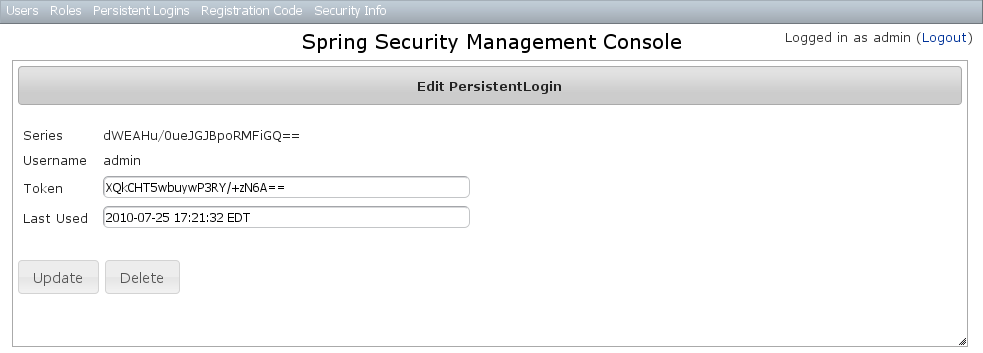 Users Roles Persistent Logins Registration Code Security Info
Spring Security Management Console
Logged in as admin (Logout)
Edit PersistentLogin
Series dWEAHu/0ueJGJBpoRMFiGQ==
Username admin
Token XQkCHT5wbuywP3RY/+zN6A==
Last Used 2010-07-25 17:21:32 EDT
Update Delete